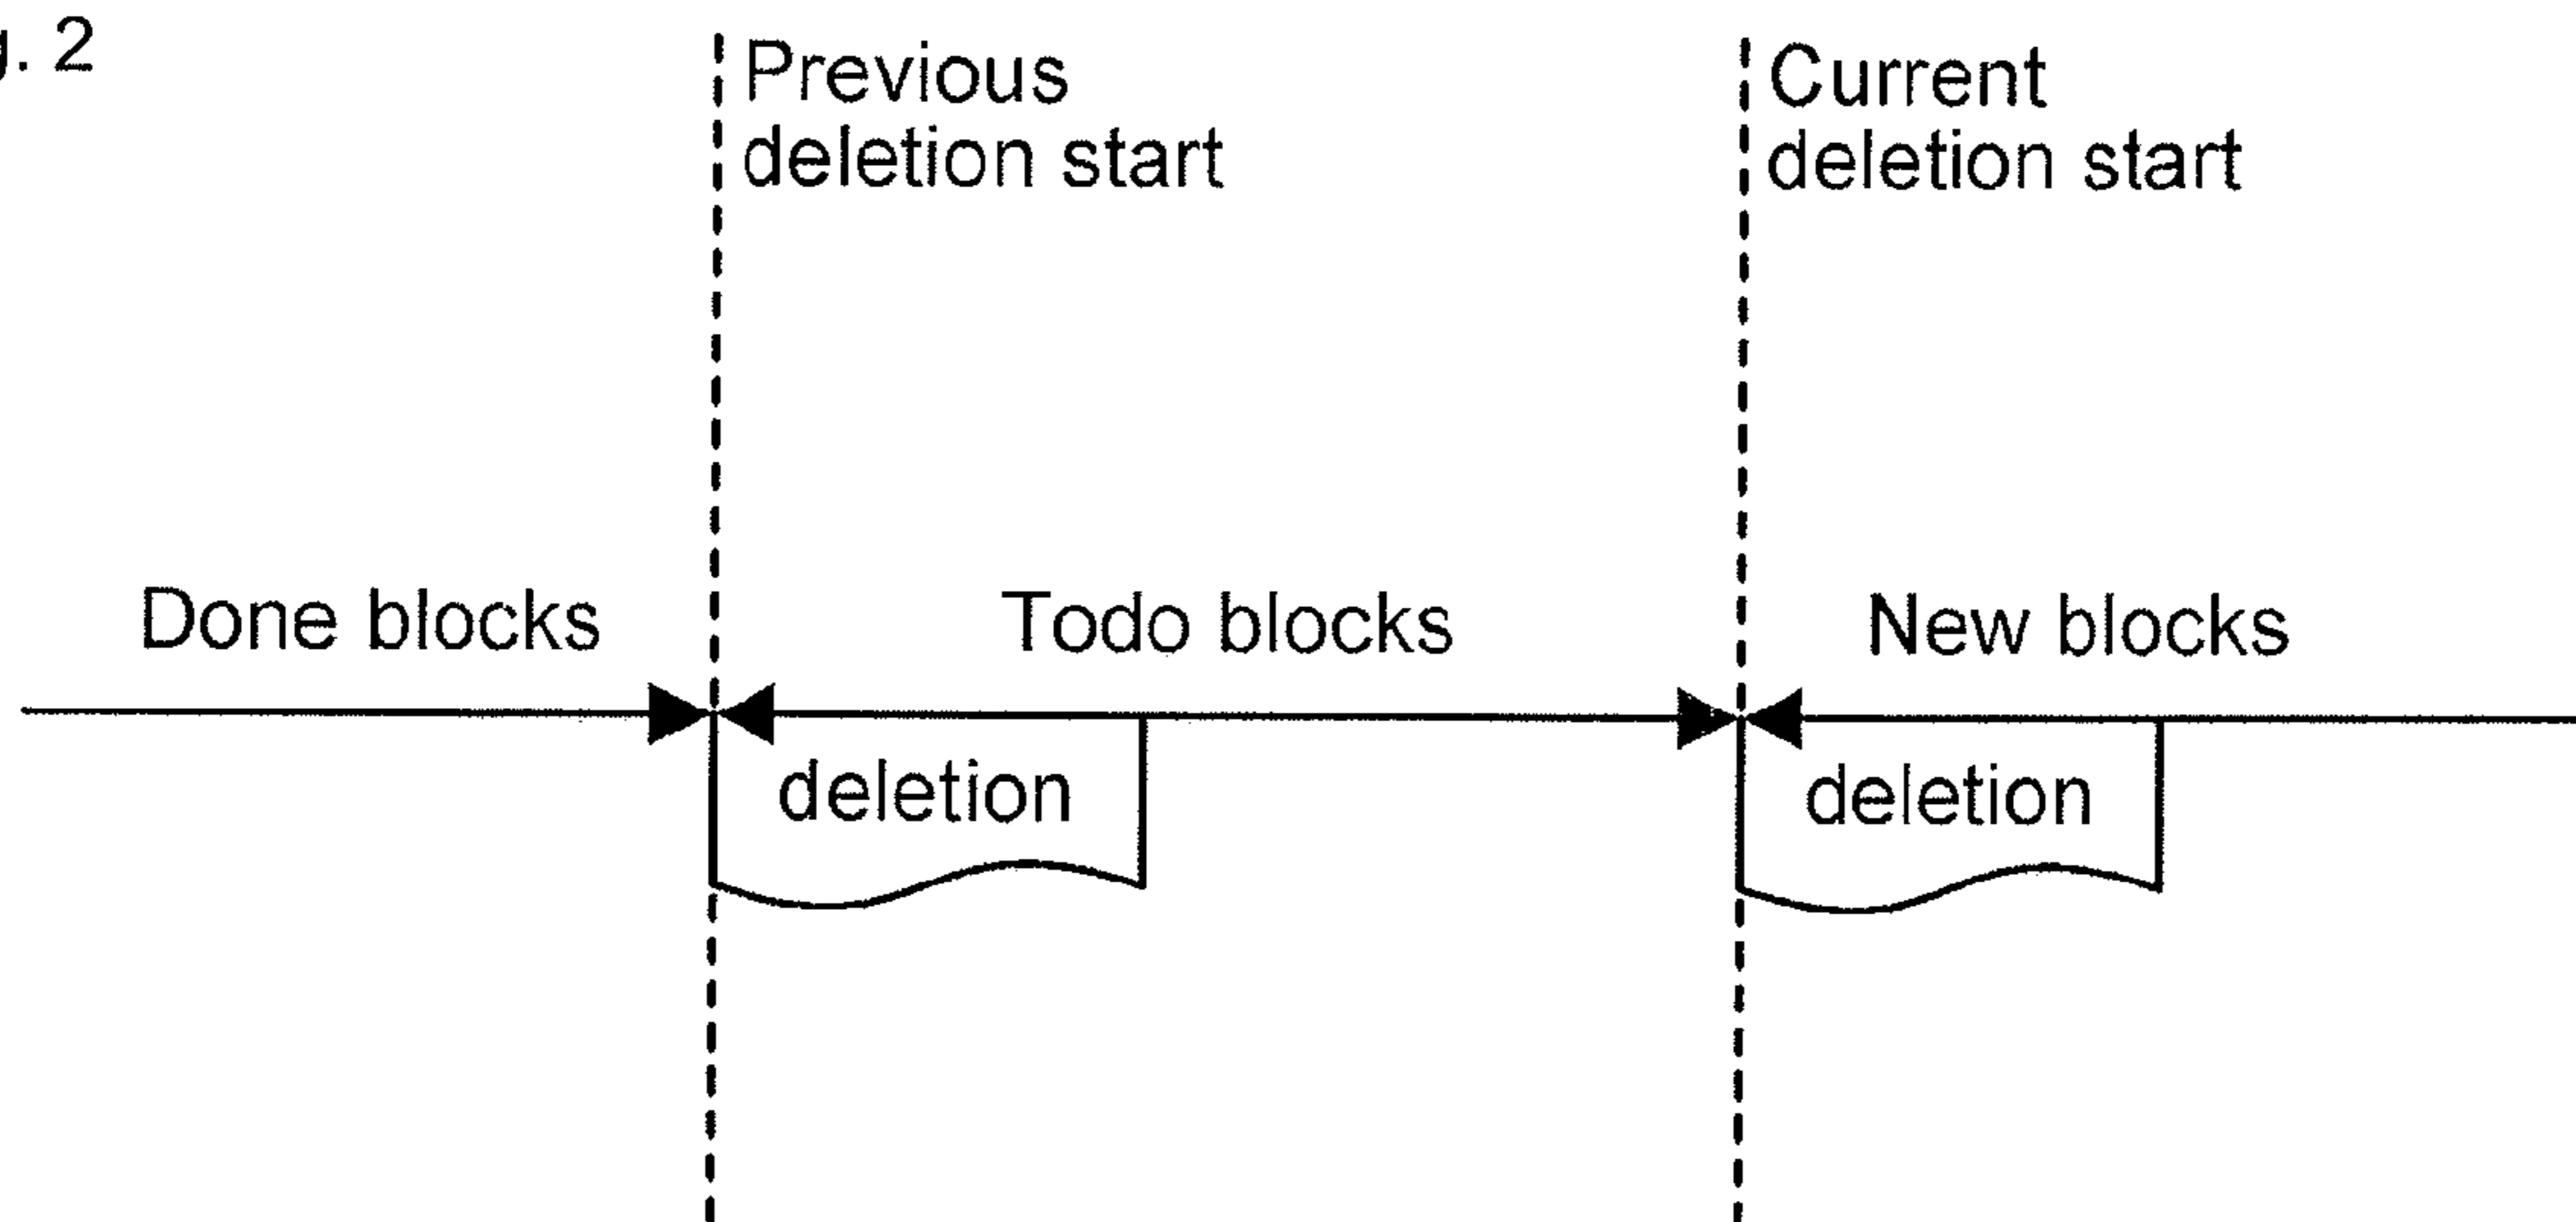 g. 2
Previous
deletion start
Current
deletion start
Done blocks
Todo blocks
New blocks
deletion
deletion